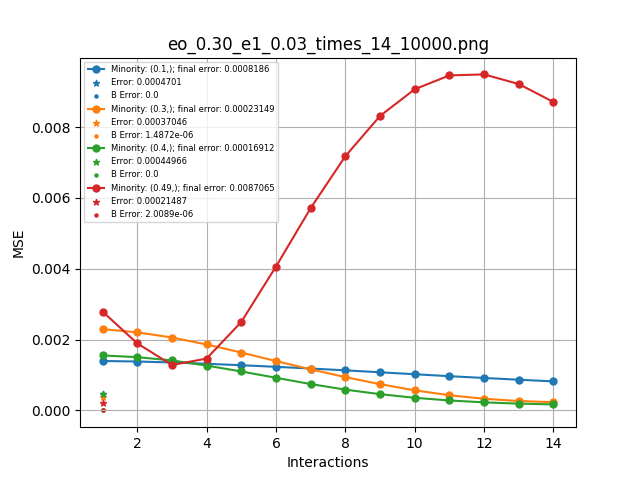 eo_0.30_e1_0.03_times_14_10000.png
Minority: (0.1,); final error: 0.0008186
Error: 0.0004701
B Error: 0.0
Minority: (0.3,); final error: 0.00023149
Error: 0.00037046
B Error: 1.4872e-06
Minority: (0.4,); final error: 0.00016912
Error: 0.00044966
B Error: 0.0
Minority: (0.49,); final error: 0.0087065
Error: 0.00021487
B Error: 2.0089e-06
0.008
0.006
0.004
0.002
0.000
MSE
2 4 6 8 10 12 14
Interactions